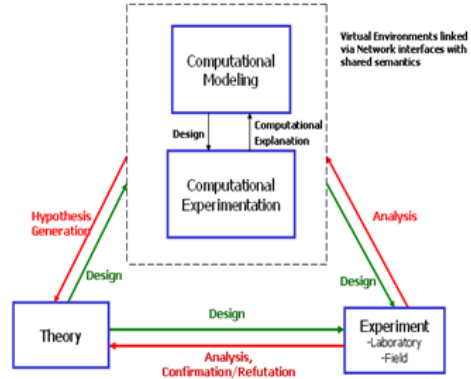 Virtual Environments linked
via Network interfaces with
shared semantics
Computational
Modeling
Design
Computational
Explanation
Computational
Experimentation
Hypothesis
Generation
Design
Analysis
Design
Theory
Design
Analysis,
Confirmation/Refutation
Experiment
-Laboratory
-Field